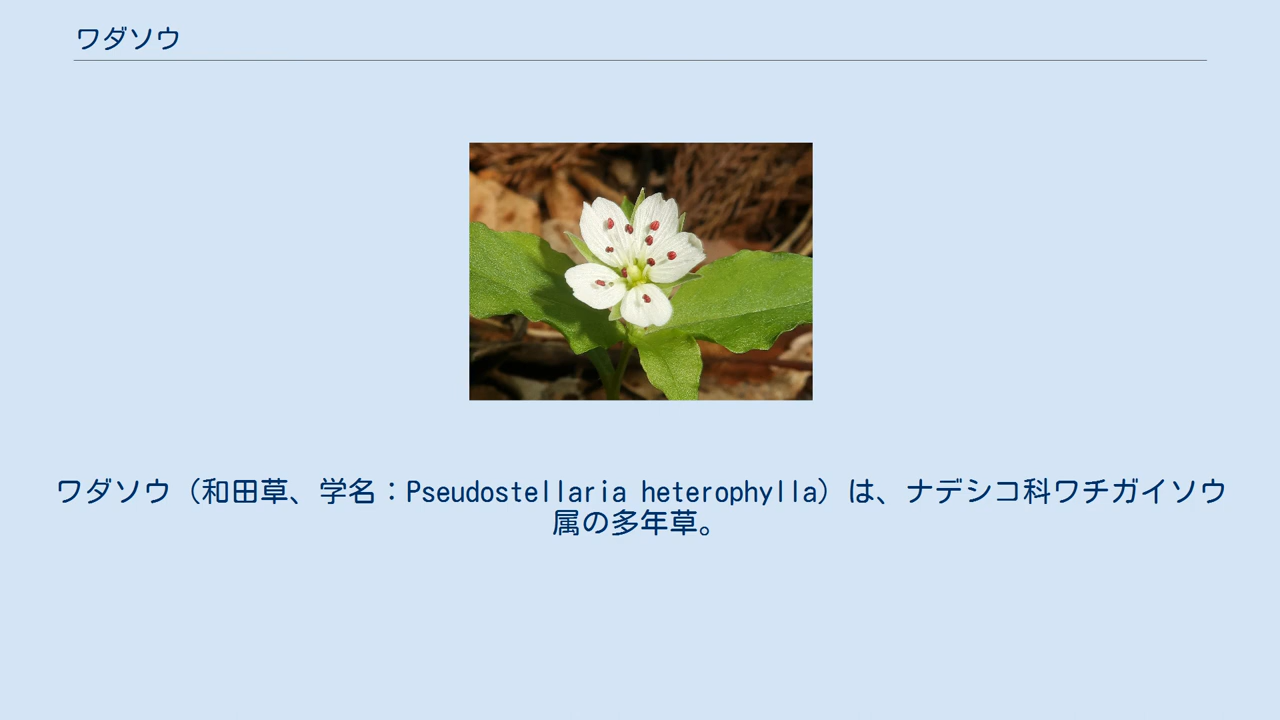 ワダソウ
ワダソウ（和田草、学名：Pseudostellaria heterophylla）は、ナデシコ科ワチガイソウ
属の多年草。